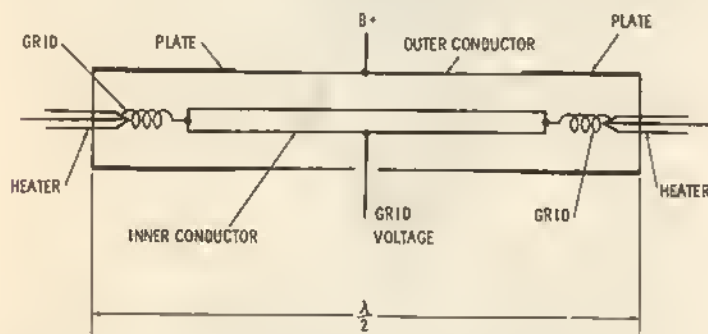 B+
PLATE
OUTER CONDUCTOR
PLATE
GRID
HEATER
INNER CONDUCTOR
GRID
VOLTAGE
GRID
HEATER
λ
2